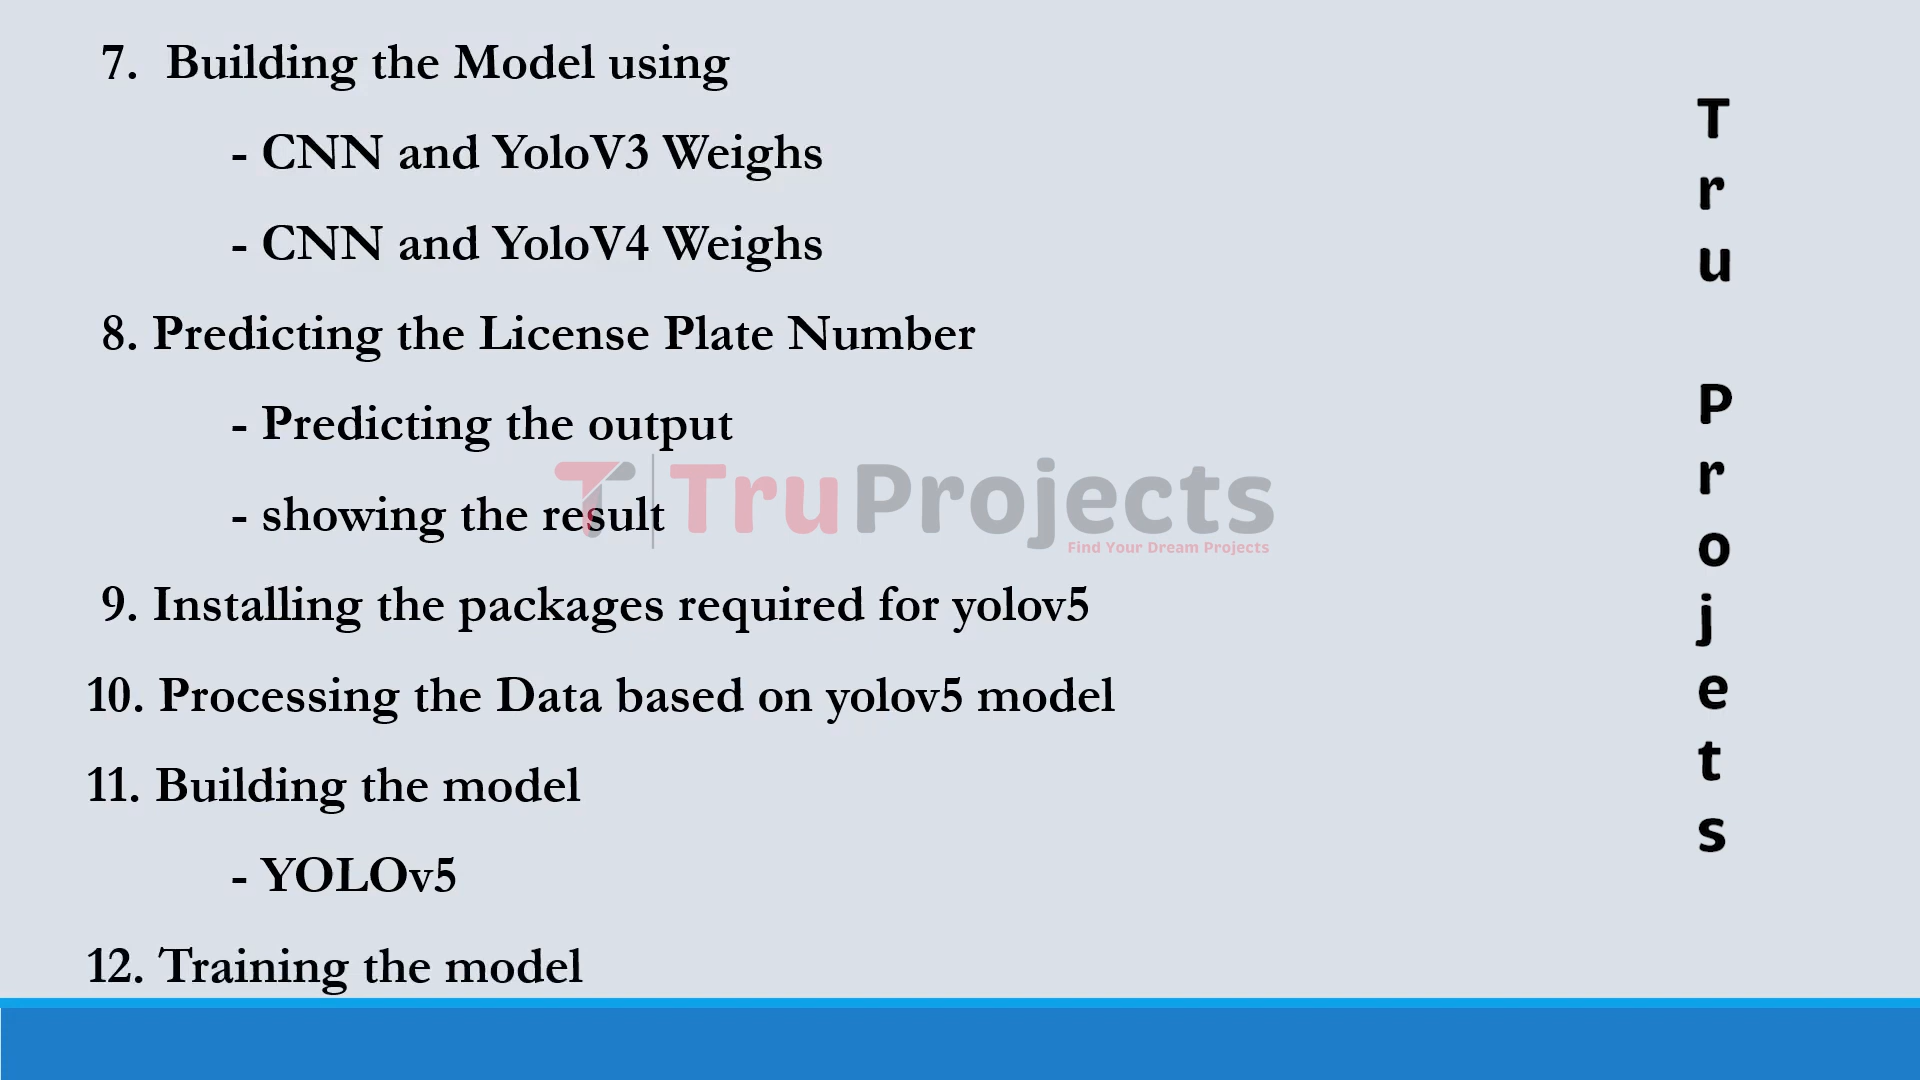 7. Building the Model using
- CNN and YoloV3 Weighs
- CNN and YoloV4 Weighs
8. Predicting the License Plate Number
- Predicting the output
- showing the result
9. Installing the packages required for yolov5
10. Processing the Data based on yolov5 model
11. Building the model
- YOLOv5
12. Training the model
TruProjects
Find Your Dream Projects
Tru Projets